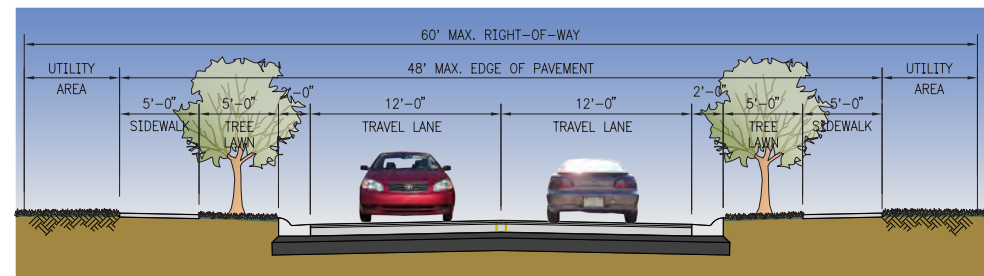 60' MAX. RIGHT-OF-WAY
UTILITY
AREA
48' MAX. EDGE OF PAVEMENT
UTILITY
AREA
5'-0" 5'-0" 2'-0" 12'-0" 12'-0" 2'-0" 5'-0" 5'-0"
SIDEWALK TREE LAWN TRAVEL LANE TRAVEL LANE TREE LAWN SIDEWALK